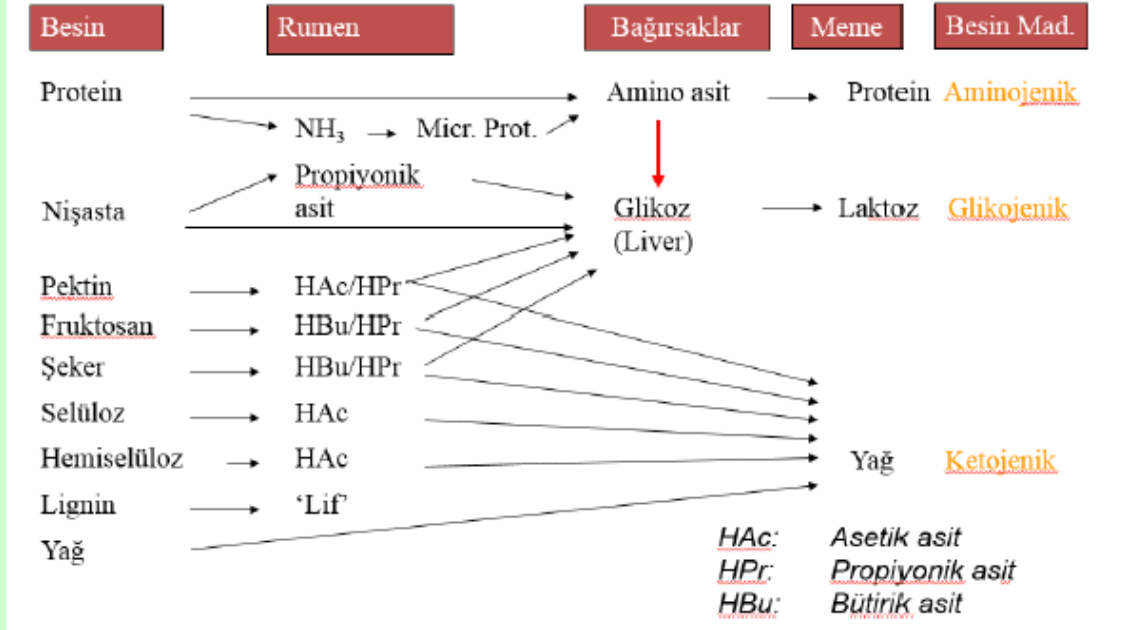 Besin Rumen Bağırsaklar Meme Besin Mad.
Protein Amino asit Protein Aminojenik
NH₃ Micr. Prot.
Propiyonik
Nişasta asit Glikoz Laktoz Glikojenik
(Liver)
Pektin HAc/HPr
Fruktosan HBu/HPr
Şeker HBu/HPr
Selüloz HAc
Hemiselüloz HAc Yağ Ketojenik
Lignin ‘Lif’
Yağ
HAc: Asetik asit
HPr: Propiyonik asit
HBu: Bütirik asit